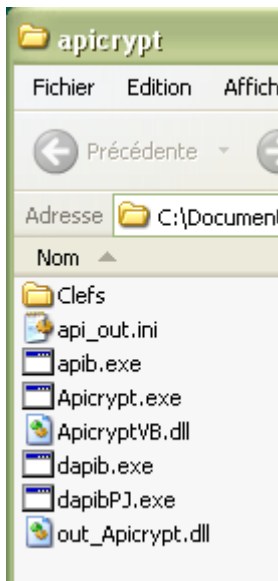 apicrypt
Fichier Edition Affich
Précédente
Adresse C:\Document
Nom
Clefs
api_out.ini
apib.exe
Apicrypt.exe
ApicryptVB.dll
dapib.exe
dapibPJ.exe
out_Apicrypt.dll